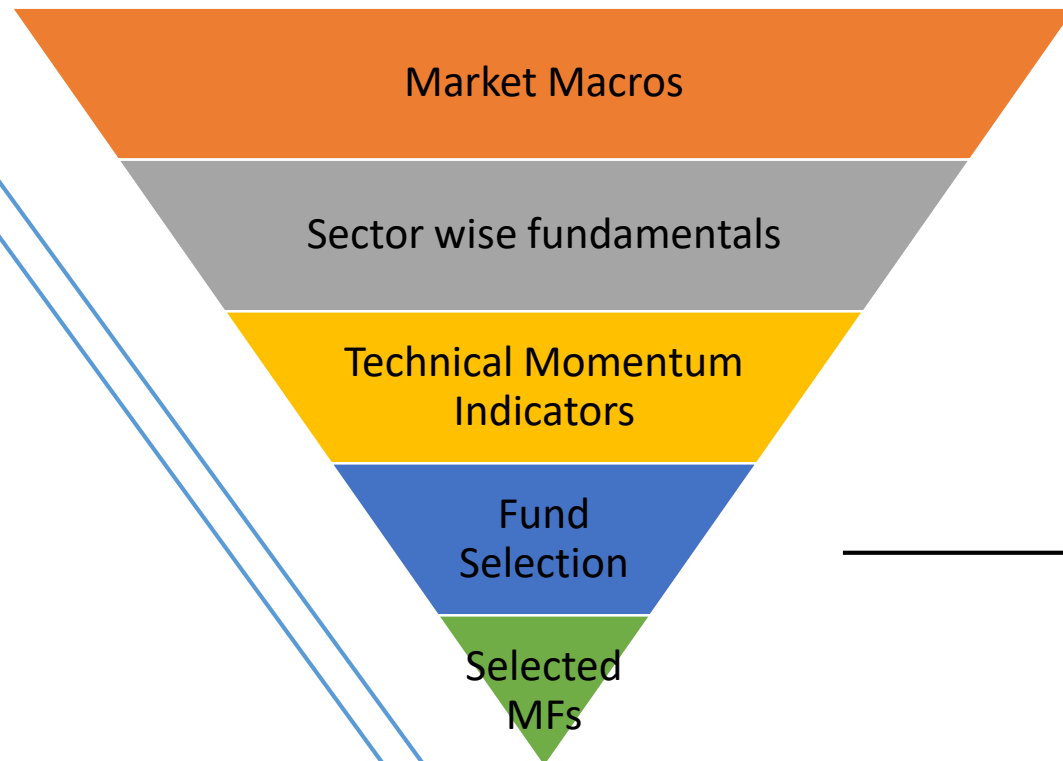 Market Macros
Sector wise fundamentals
Technical Momentum
Indicators
Fund
Selection
Selected
MFs